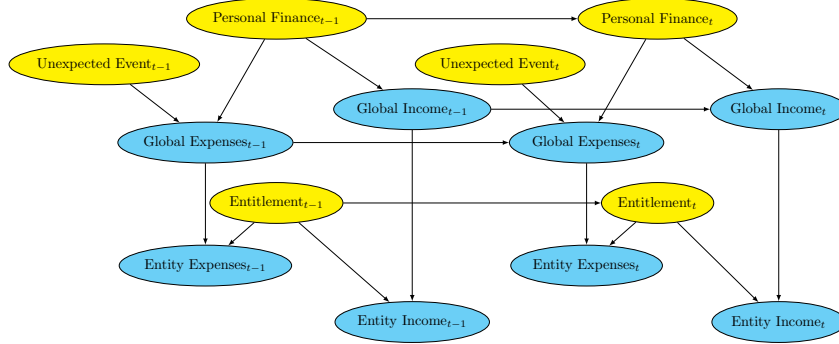 Personal Finance_{t−1}
Personal Finance_t
Unexpected Event_{t−1}
Unexpected Event_t
Global Income_{t−1}
Global Income_t
Global Expenses_{t−1}
Global Expenses_t
Entitlement_{t−1}
Entitlement_t
Entity Expenses_{t−1}
Entity Expenses_t
Entity Income_{t−1}
Entity Income_t